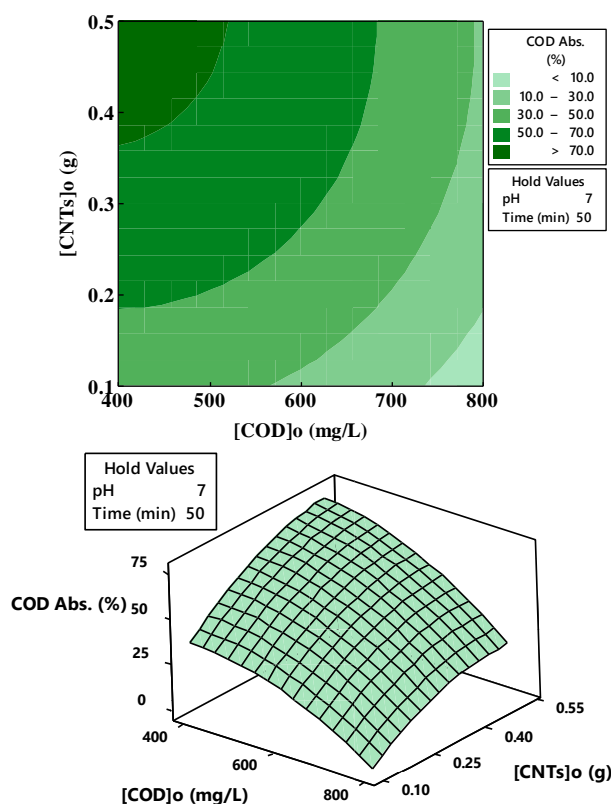 COD Abs.
(%)
< 10.0
10.0 – 30.0
30.0 – 50.0
50.0 – 70.0
> 70.0
Hold Values
pH 7
Time (min) 50
0.5
0.4
0.3
0.2
0.1
[CNTs]o (g)
400 500 600 700 800
[COD]o (mg/L)
Hold Values
pH 7
Time (min) 50
75
50
25
0
COD Abs. (%)
400
600
800
[COD]o (mg/L)
0.10
0.25
0.40
0.55
[CNTs]o (g)